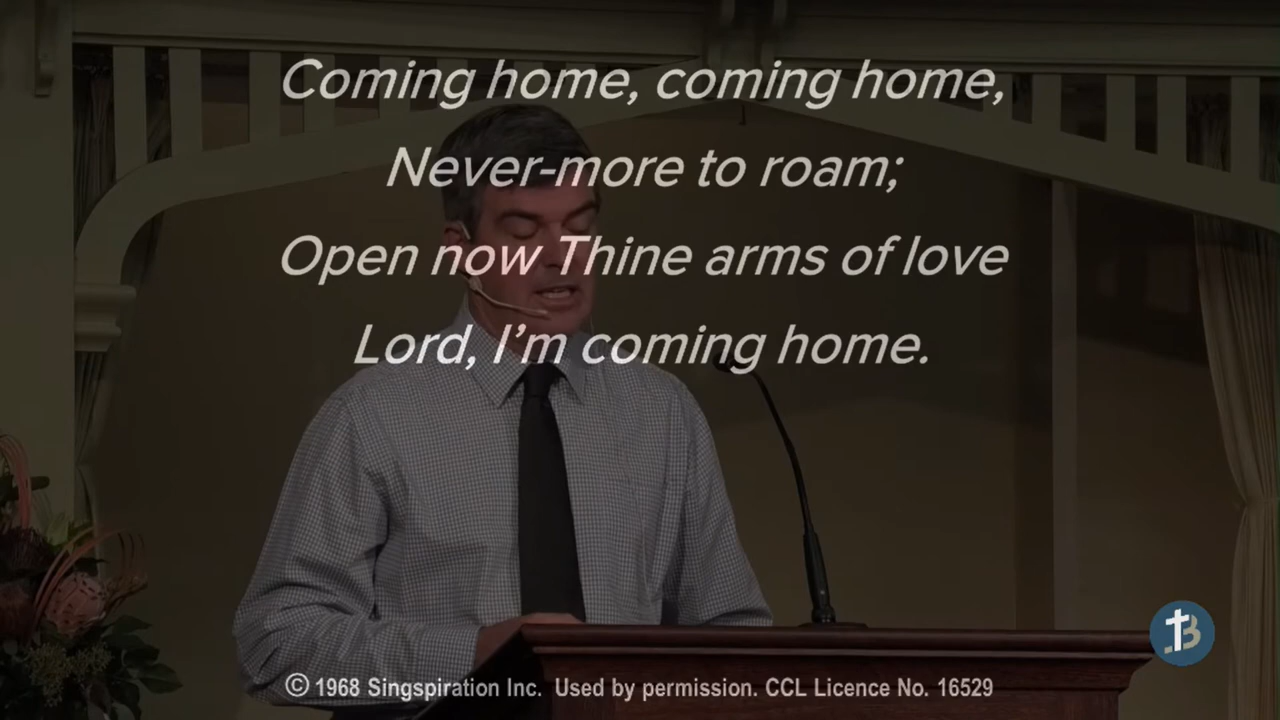 Coming home, coming home,
Never-more to roam;
Open now Thine arms of love
Lord, I’m coming home.
B
© 1968 Singspiration Inc. Used by permission. CCL Licence No. 16529